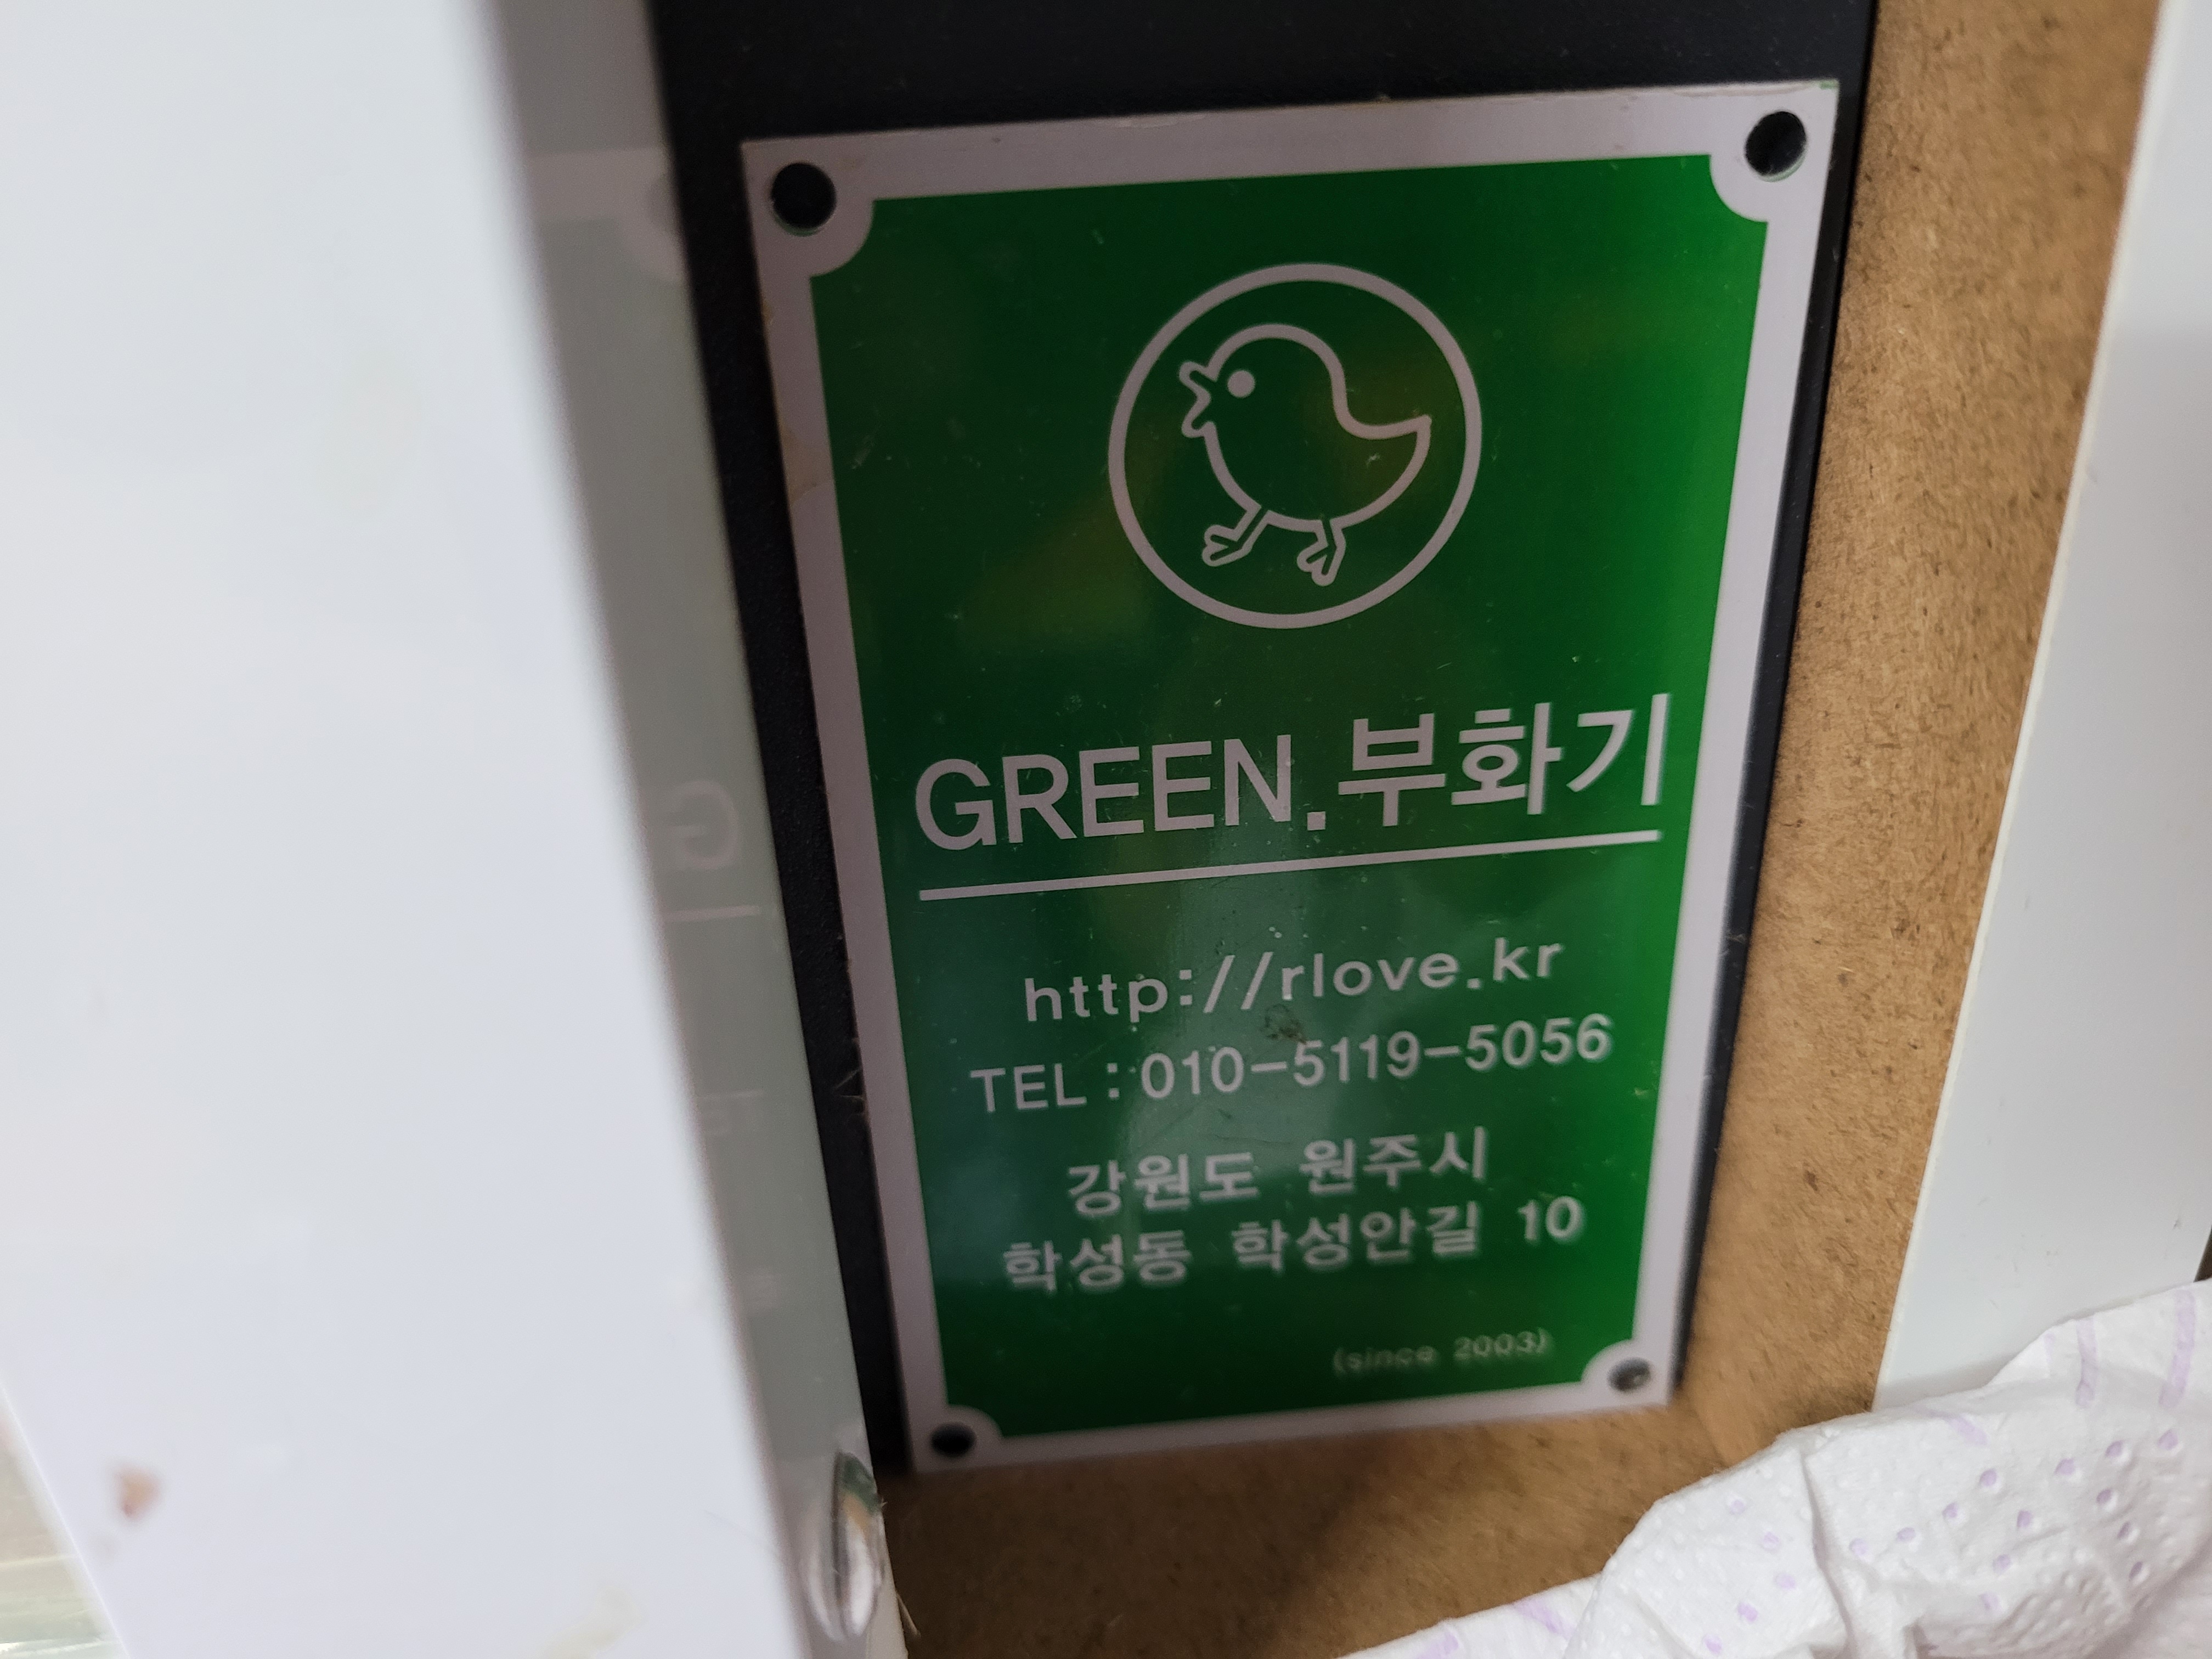 GREEN.부화기
http://rlove.kr
TEL : 010-5119-5056
강원도 원주시
학성동 학성안길 10
(since 2003)